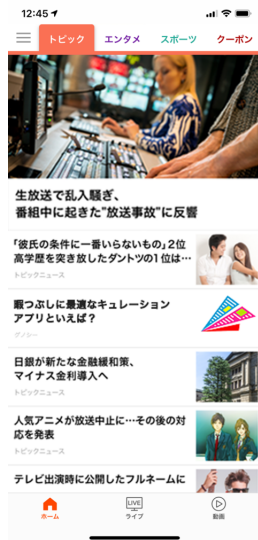 12:45
トピック エンタメ スポーツ クーポン
生放送で乱入騒ぎ、
番組中に起きた"放送事故"に反響
「彼氏の条件に一番いらないもの」2位
高学歴を突き放したダントツの1位は…
トピックニュース
暇つぶしに最適なキュレーション
アプリといえば？
グノシー
日銀が新たな金融緩和策、
マイナス金利導入へ
トピックニュース
人気アニメが放送中止に…その後の対
応を発表
トピックニュース
テレビ出演時に公開したフルネームに
LIVE
ホーム ライブ 動画